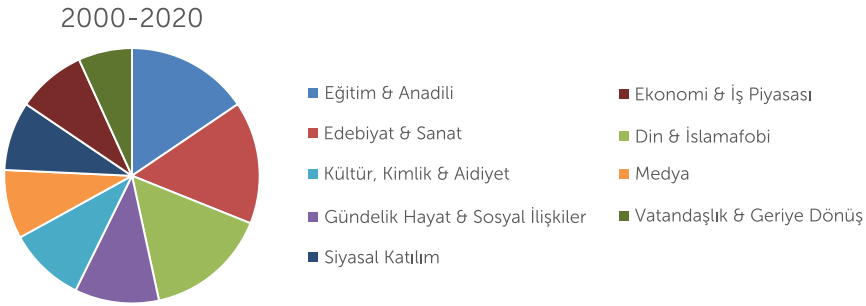 2000-2020
Eğitim & Anadili
Edebiyat & Sanat
Kültür, Kimlik & Aidiyet
Gündelik Hayat & Sosyal İlişkiler
Siyasal Katılım
Ekonomi & İş Piyasası
Din & İslamafobi
Medya
Vatandaşlık & Geriye Dönüş